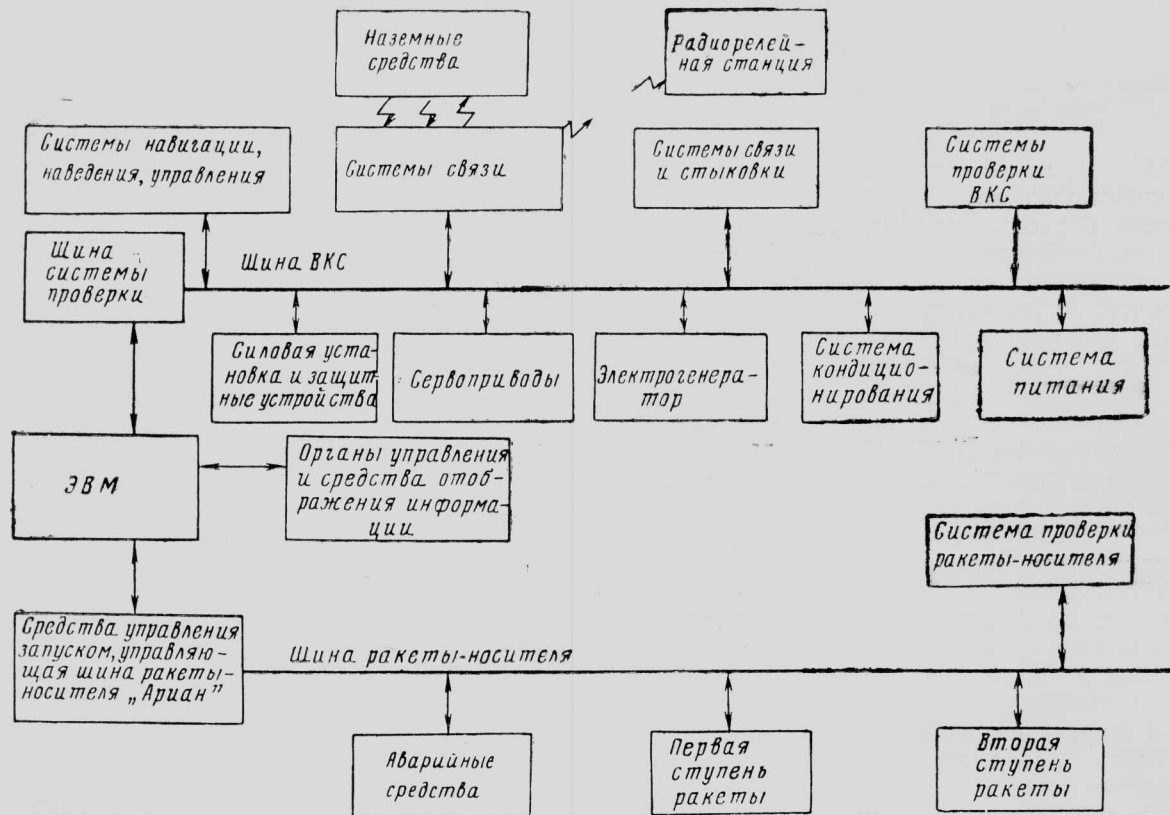 Наземные
средства
Радиорелей-
ная станция
Системы навигации,
наведения, управления
Системы связи
Системы связи
и стыковки
Системы
проверки
ВКС
Шина
системы
проверки
Шина ВКС
Силовая уста-
новка и защит-
ные устройства
Сервоприводы
Электрогенера-
тор
Система
кондицио-
нирования
Система
питания
ЭВМ
Органы управления
и средства отоб-
ражения информа-
ции
Система проверки
ракеты-носителя
Средства управления
запуском, управляю-
щая шина ракеты-
носителя „Ариан”
Шина ракеты-носителя
Аварийные
средства
Первая
ступень
ракеты
Вторая
ступень
ракеты